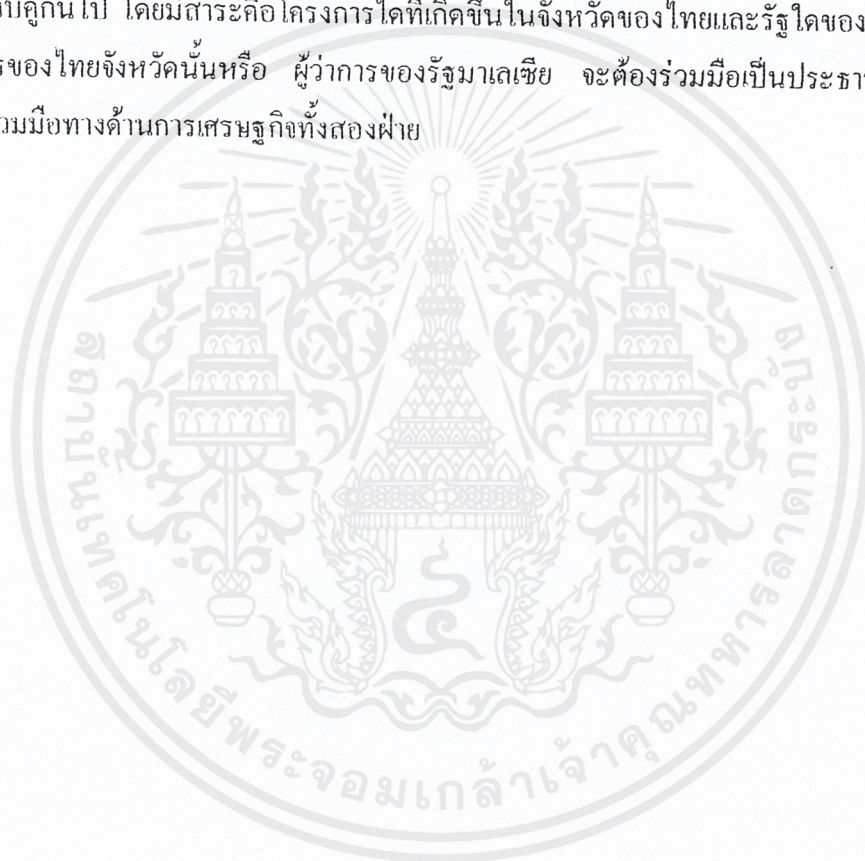 บคู่กันไป โดยมีสาระคือโครงการใดที่เกิดขึ้นในจังหวัดของไทยและรัฐใดของ
ของไทยจังหวัดนั้นหรือ ผู้ว่าการของรัฐมาเลเซีย จะต้องร่วมมือเป็นประธา
วมมือทางด้านการเศรษฐกิจทั้งสองฝ่าย
สถาบันเทคโนโลยีพระจอมเกล้าเจ้าคุณทหารลาดกระบัง